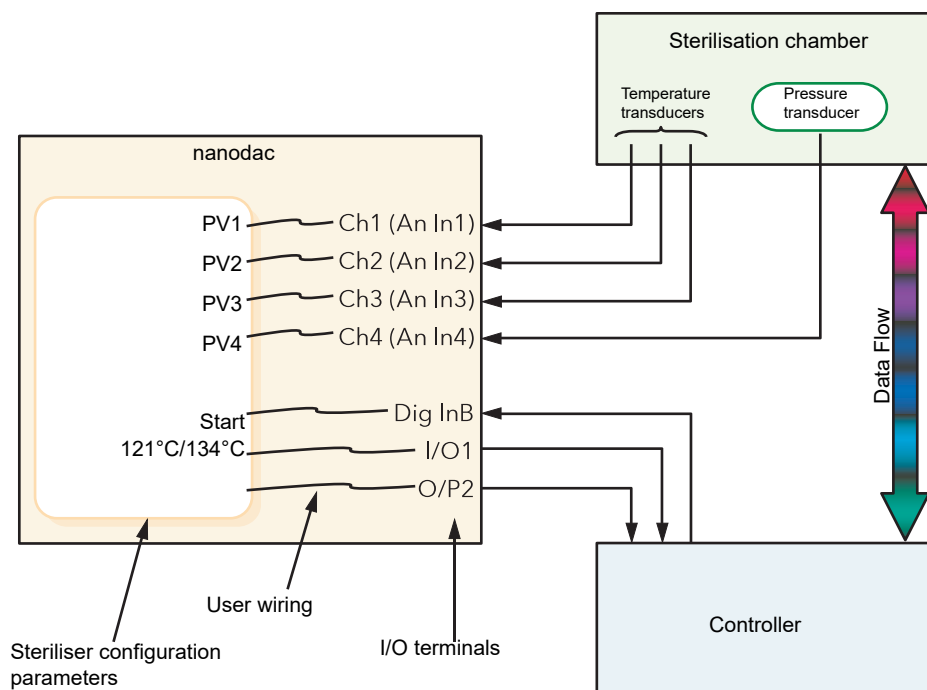 Sterilisation chamber
Temperature
transducers
Pressure
transducer
nanodac
PV1
Ch1 (An In1)
PV2
Ch2 (An In2)
PV3
Ch3 (An In3)
PV4
Ch4 (An In4)
Start
Dig InB
121°C/134°C
I/O1
O/P2
Data Flow
User wiring
I/O terminals
Steriliser configuration
parameters
Controller